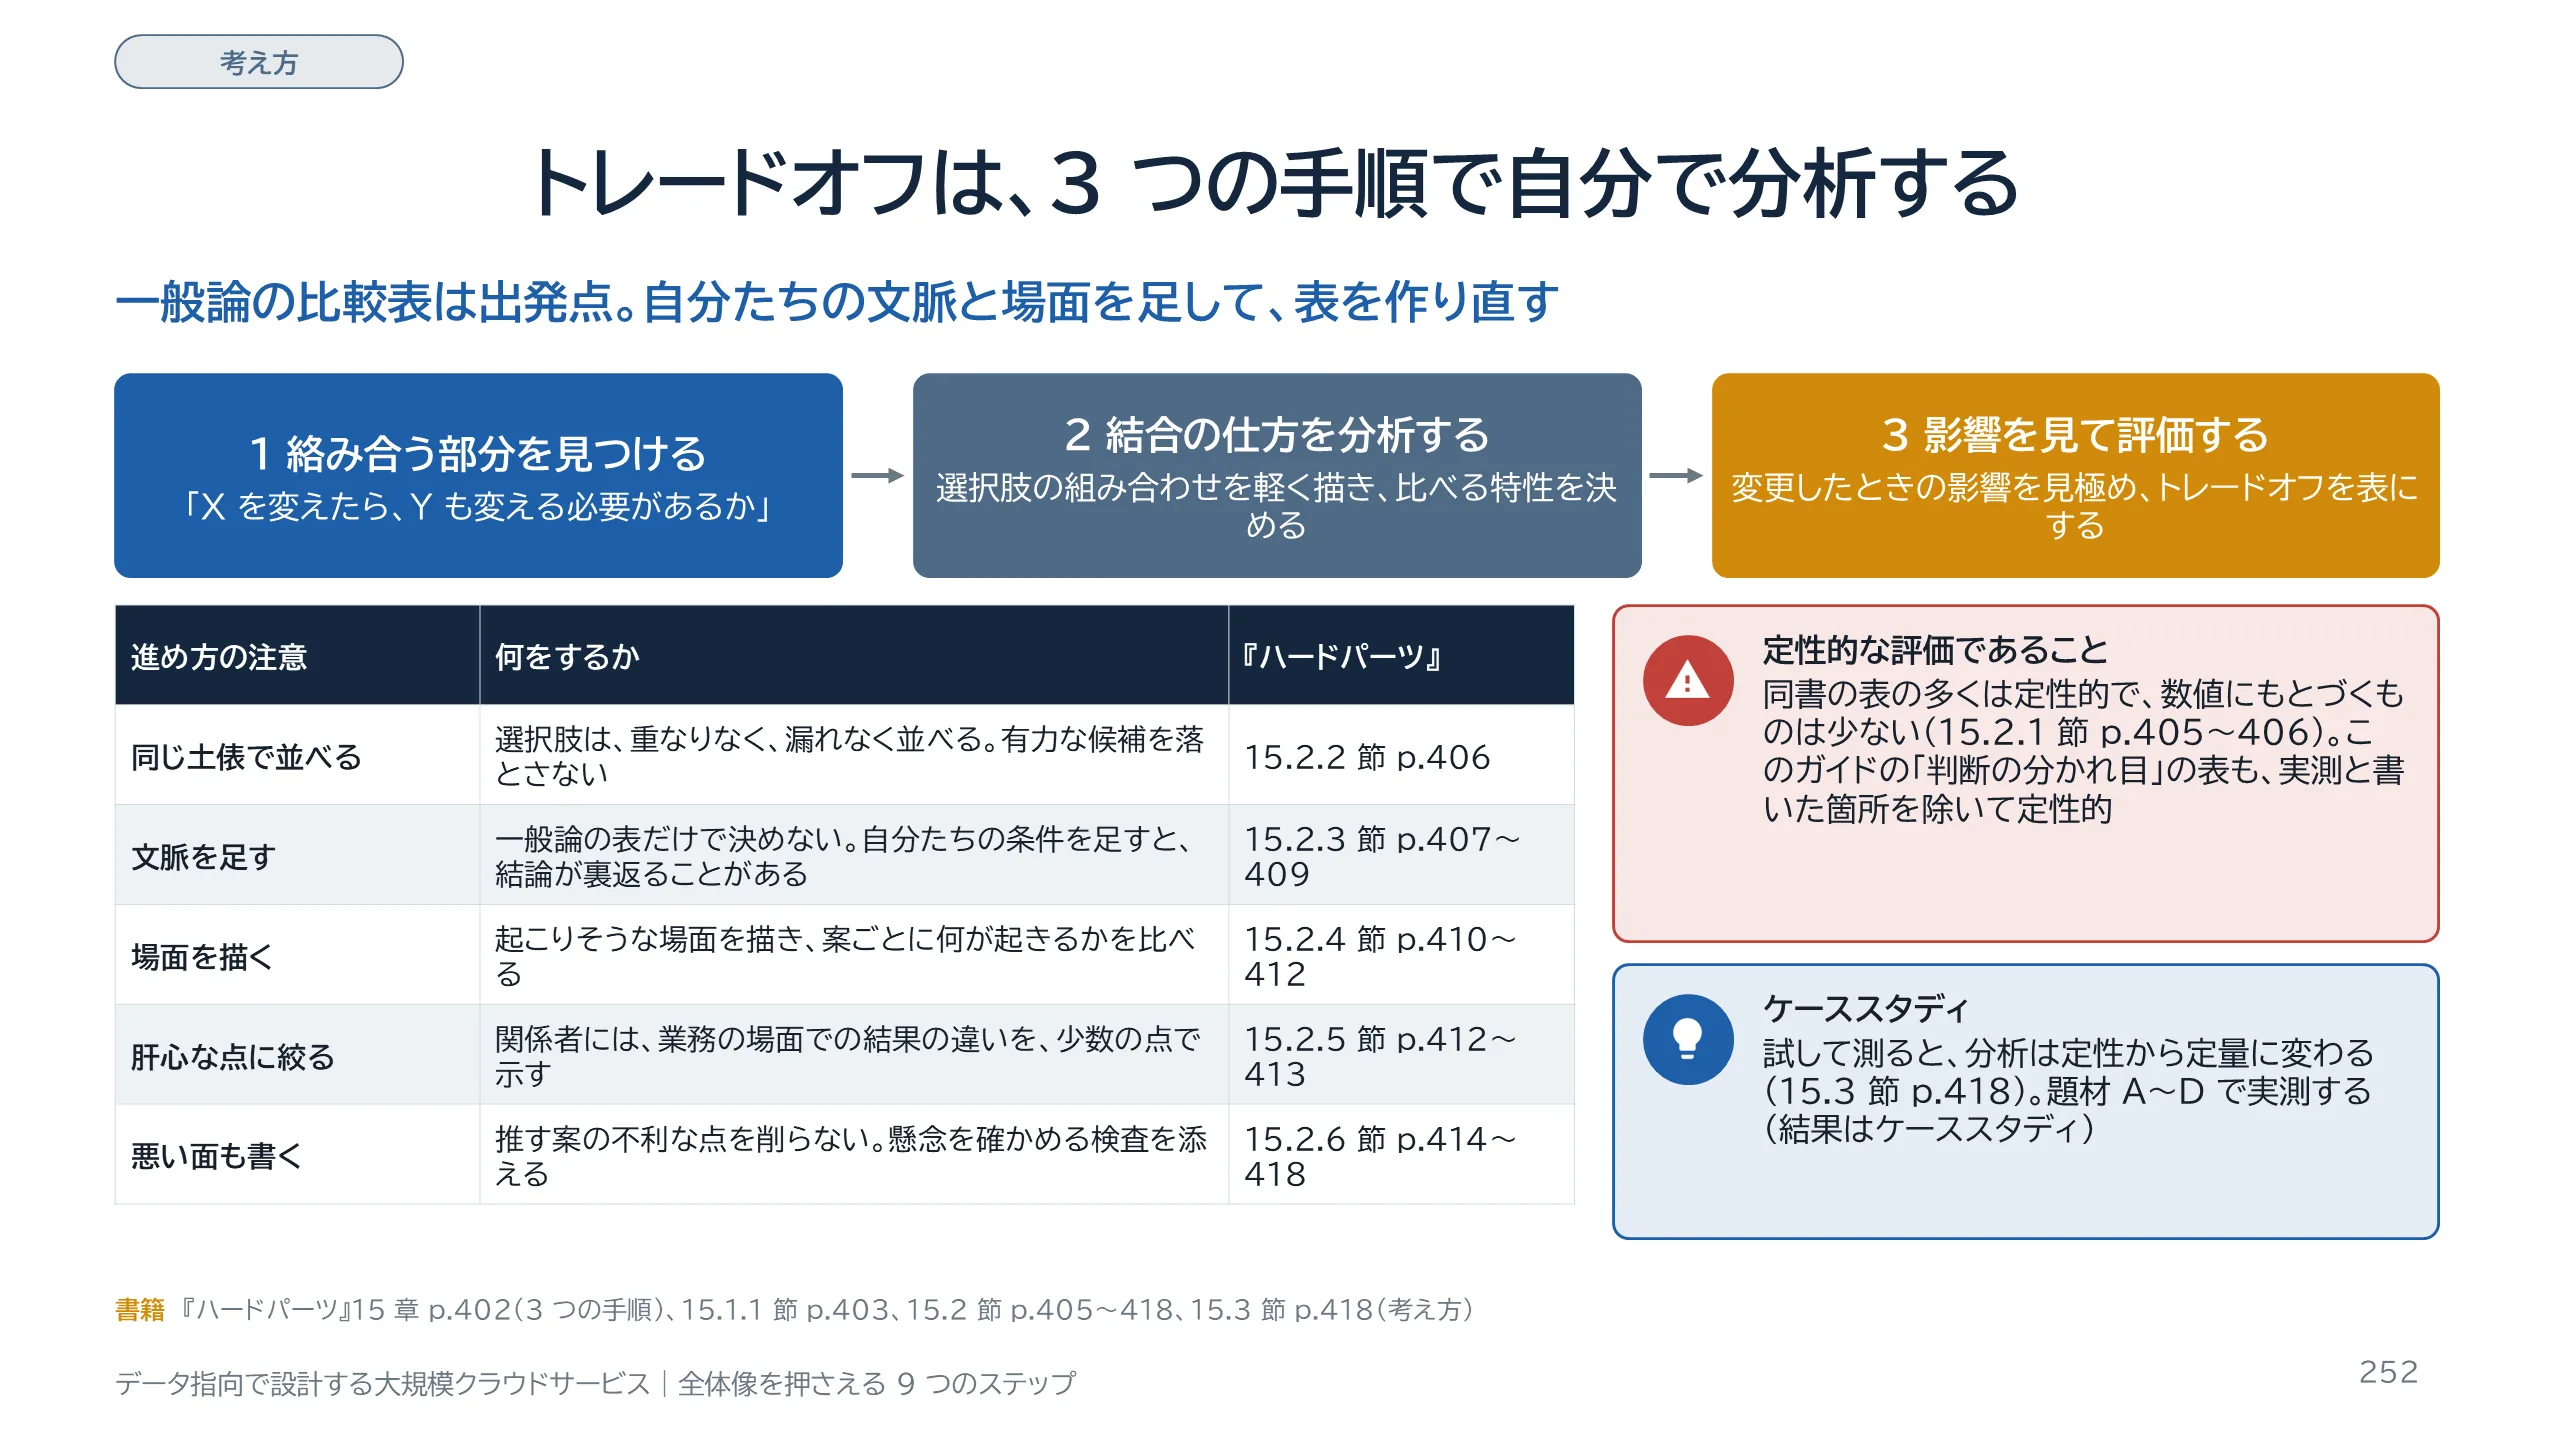 考え方
トレードオフは、3 つの手順で自分で分析する
一般論の比較表は出発点。自分たちの文脈と場面を足して、表を作り直す
1 絡み合う部分を見つける
「X を変えたら、Y も変える必要があるか」
2 結合の仕方を分析する
選択肢の組み合わせを軽く描き、比べる特性を決
める
3 影響を見て評価する
変更したときの影響を見極め、トレードオフを表に
する
進め方の注意
何をするか
『ハードパーツ』
同じ土俵で並べる
選択肢は、重なりなく、漏れなく並べる。有力な候補を落
とさない
15.2.2 節 p.406
文脈を足す
一般論の表だけで決めない。自分たちの条件を足すと、
結論が裏返ることがある
15.2.3 節 p.407～
409
場面を描く
起こりそうな場面を描き、案ごとに何が起きるかを比べ
る
15.2.4 節 p.410～
412
肝心な点に絞る
関係者には、業務の場面での結果の違いを、少数の点で
示す
15.2.5 節 p.412～
413
悪い面も書く
推す案の不利な点を削らない。懸念を確かめる検査を添
える
15.2.6 節 p.414～
418
定性的な評価であること
同書の表の多くは定性的で、数値にもとづくも
のは少ない（15.2.1 節 p.405～406）。こ
のガイドの「判断の分かれ目」の表も、実測と書
いた箇所を除いて定性的
ケーススタディ
試して測ると、分析は定性から定量に変わる
（15.3 節 p.418）。題材 A～D で実測する
（結果はケーススタディ）
書籍 『ハードパーツ』15 章 p.402（3 つの手順）、15.1.1 節 p.403、15.2 節 p.405～418、15.3 節 p.418（考え方）
データ指向で設計する大規模クラウドサービス｜全体像を押さえる 9 つのステップ
252